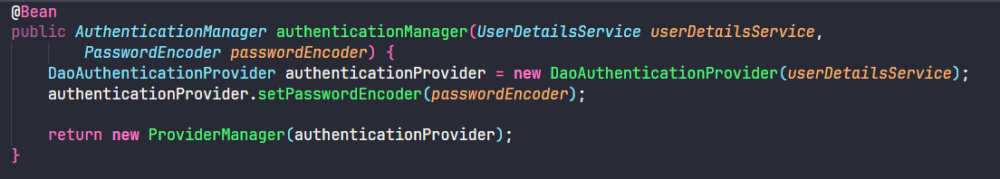 @Bean
public AuthenticationManager authenticationManager(UserDetailsService userDetailsService,
        PasswordEncoder passwordEncoder) {
    DaoAuthenticationProvider authenticationProvider = new DaoAuthenticationProvider(userDetailsService);
    authenticationProvider.setPasswordEncoder(passwordEncoder);

    return new ProviderManager(authenticationProvider);
}